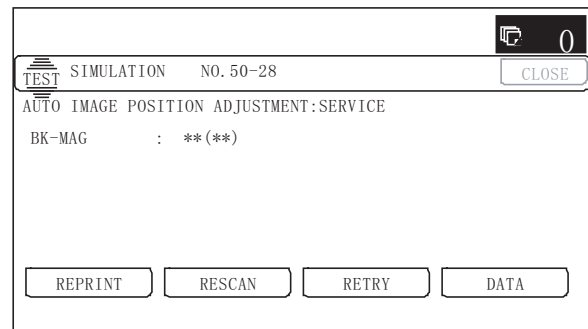 0
TEST SIMULATION NO.50-28 CLOSE
AUTO IMAGE POSITION ADJUSTMENT:SERVICE
BK-MAG : **(**)
REPRINT RESCAN RETRY DATA